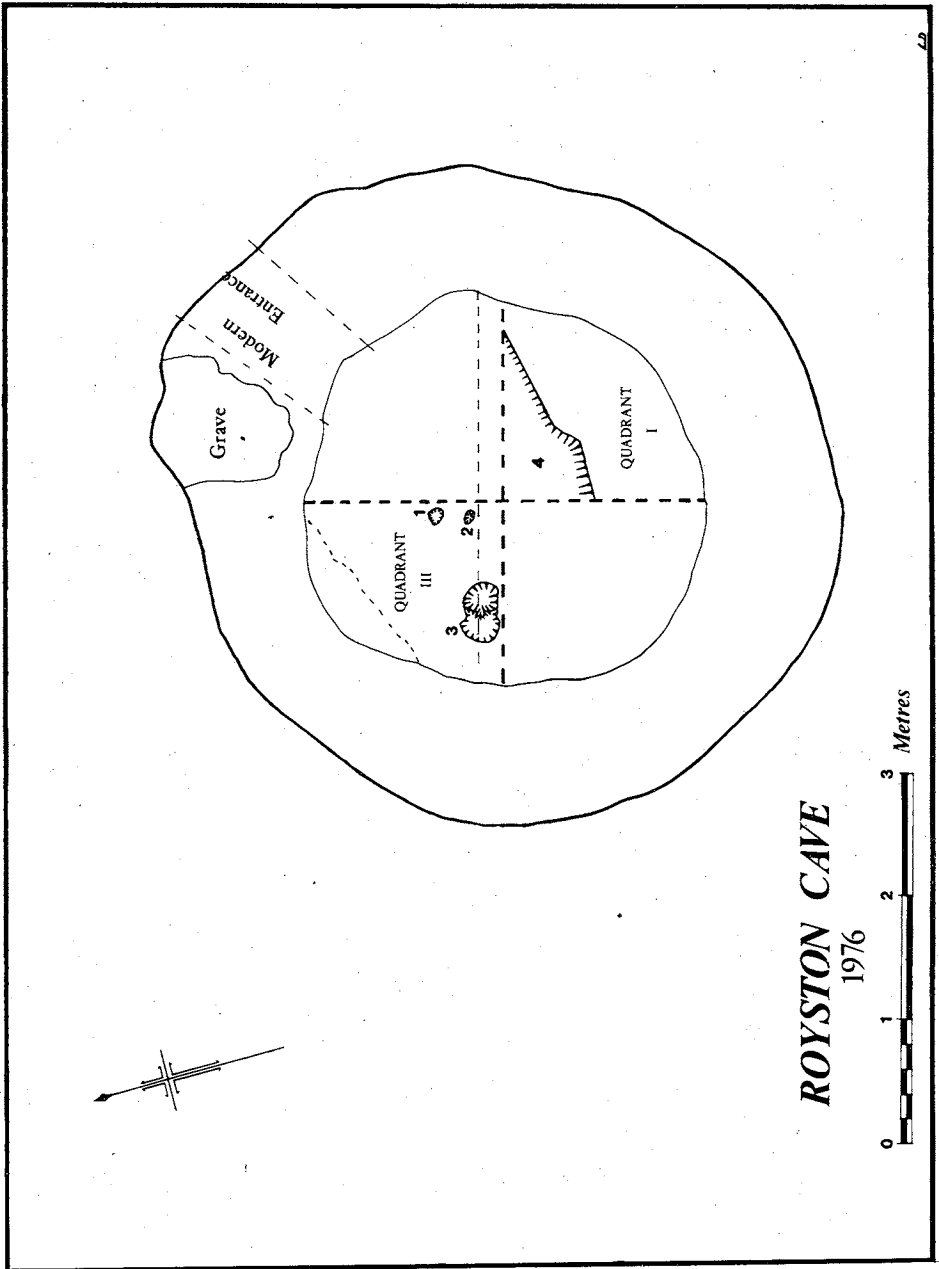 Grave
Modern
Entrance
1
2
QUADRANT
III
3
4
QUADRANT
I
ROYSTON CAVE
1976
0 1 2 3 Metres